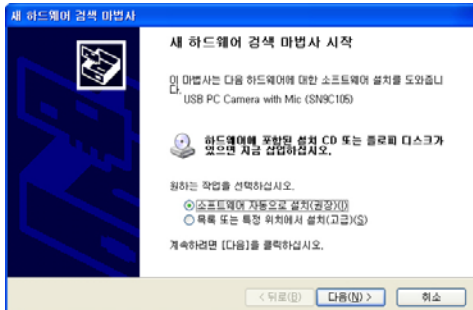 새 하드웨어 검색 마법사
새 하드웨어 검색 마법사 시작
이 마법사는 다음 하드웨어에 대한 소프트웨어 설치를 도와줍니
다.
USB PC Camera with Mic (SN9C105)
하드웨어에 포함된 설치 CD 또는 플로피 디스크가
있으면 지금 삽입하십시오.
원하는 작업을 선택하십시오.
소프트웨어 자동으로 설치(권장)(I)
목록 또는 특정 위치에서 설치(고급)(S)
계속하려면 [다음]을 클릭하십시오.
< 뒤로(B) 다음(N) > 취소